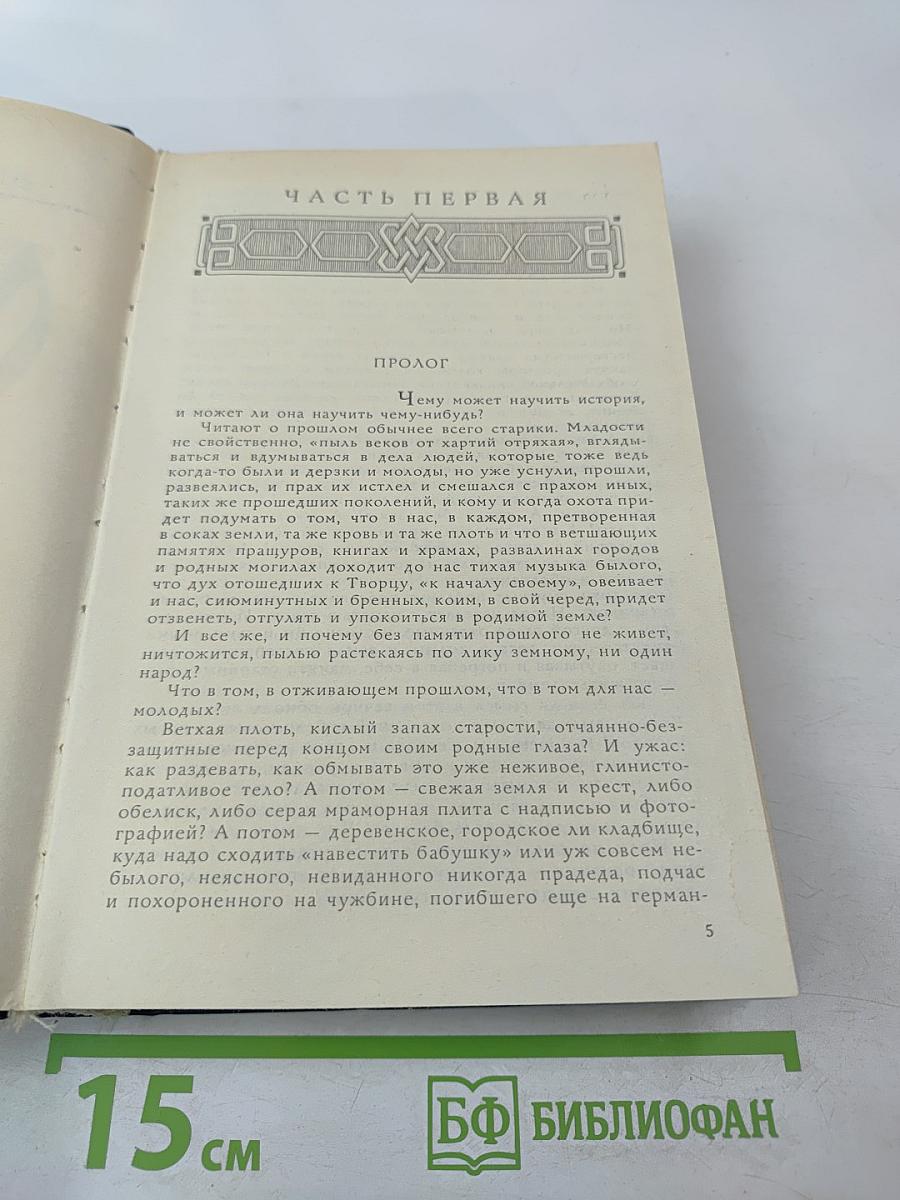 ЧАСТЬ ПЕРВАЯ
ПРОЛОГ
Чему может научить история,
и может ли она научить чему-нибудь?
Читают о прошлом обычнее всего старики. Младости
не свойственно, «пыль веков от хартий отряхая», вгляды-
ваться и вдумываться в дела людей, которые тоже ведь
когда-то были и дерзки и молоды, но уже уснули, прошли,
развеялись, и прах их истлел и смешался с прахом иных,
таких же прошедших поколений, и кому и когда охота при-
дет подумать о том, что в нас, в каждом, претворенная
в соках земли, та же кровь и та же плоть и что в ветшающих
памятях пращуров, книгах и храмах, развалинах городов
и родных могилах доходит до нас тихая музыка былого,
что дух отошедших к Творцу, «к началу своему», овеивает
и нас, сиюминутных и бренных, коим, в свой черед, придет
отзвенеть, отгулять и упокоиться в родимой земле?
И все же, и почему без памяти прошлого не живет,
ничтожится, пылью растекаясь по лику земному, ни один
народ?
Что в том, в отживающем прошлом, что в том для нас —
молодых?
Ветхая плоть, кислый запах старости, отчаянно-без-
защитные перед концом своим родные глаза? И ужас:
как раздевать, как обмывать это уже неживое, глинисто-
податливое тело? А потом — свежая земля и крест, либо
обелиск, либо серая мраморная плита с надписью и фото-
графией? А потом — деревенское, городское ли кладбище,
куда надо сходить «навестить бабушку» или уж совсем не-
былого, неясного, невиданного никогда прадеда, подчас
и похороненного на чужбине, погибшего еще на герман-
5
15 см
БФ БИБЛИОФАН